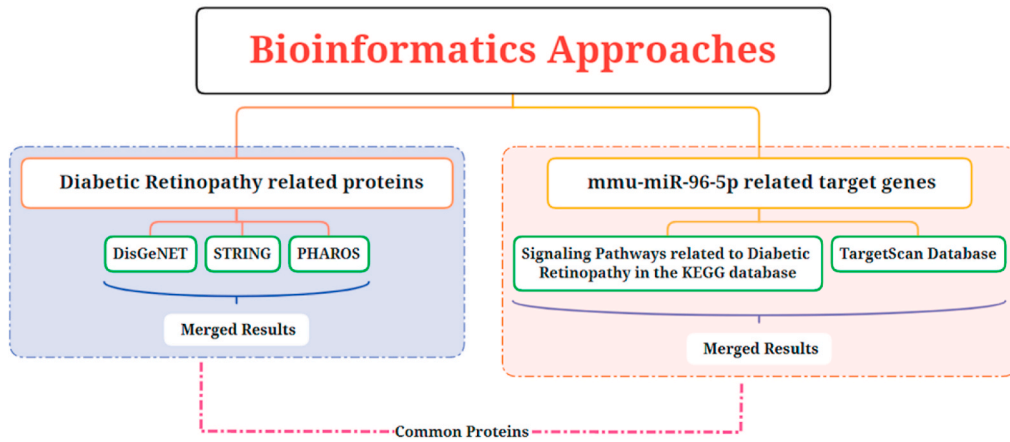 Bioinformatics Approaches
Diabetic Retinopathy related proteins
mmu-miR-96-5p related target genes
DisGeNET
STRING
PHAROS
Signaling Pathways related to Diabetic
Retinopathy in the KEGG database
TargetScan Database
Merged Results
Merged Results
Common Proteins